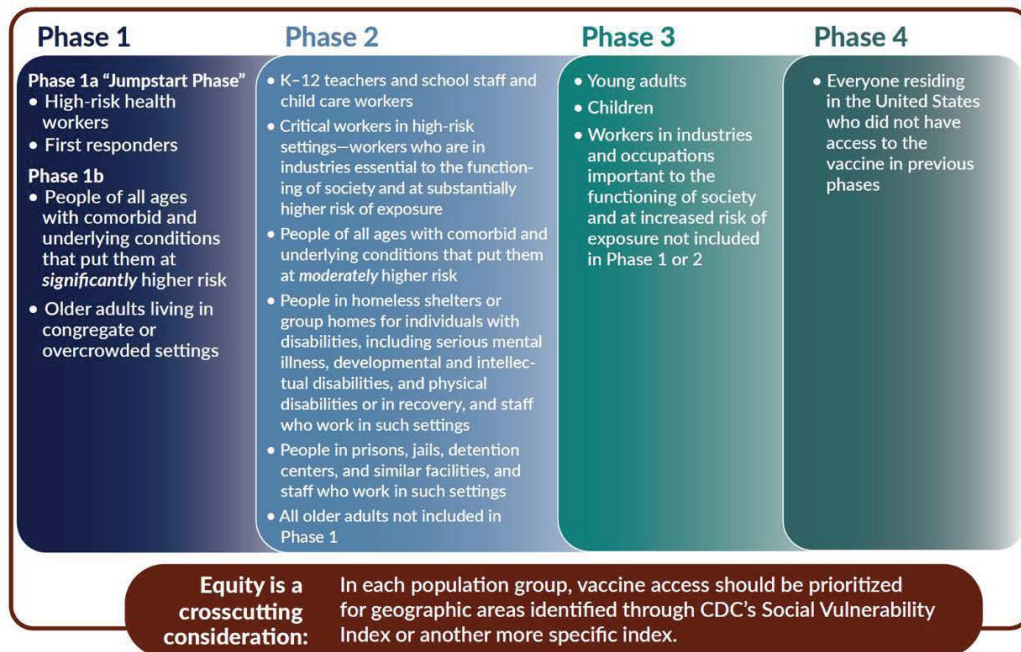 Phase 1
Phase 1a “Jumpstart Phase”
• High-risk health
workers
• First responders
Phase 1b
• People of all ages
with comorbid and
underlying conditions
that put them at
significantly higher risk
• Older adults living in
congregate or
overcrowded settings
Phase 2
• K–12 teachers and school staff and
child care workers
• Critical workers in high-risk
settings—workers who are in
industries essential to the function-
ing of society and at substantially
higher risk of exposure
• People of all ages with comorbid and
underlying conditions that put them
at moderately higher risk
• People in homeless shelters or
group homes for individuals with
disabilities, including serious mental
illness, developmental and intellec-
tual disabilities, and physical
disabilities or in recovery, and staff
who work in such settings
• People in prisons, jails, detention
centers, and similar facilities, and
staff who work in such settings
• All older adults not included in
Phase 1
Phase 3
• Young adults
• Children
• Workers in industries
and occupations
important to the
functioning of society
and at increased risk of
exposure not included
in Phase 1 or 2
Phase 4
• Everyone residing
in the United States
who did not have
access to the
vaccine in previous
phases
Equity is a
crosscutting
consideration:
In each population group, vaccine access should be prioritized
for geographic areas identified through CDC’s Social Vulnerability
Index or another more specific index.